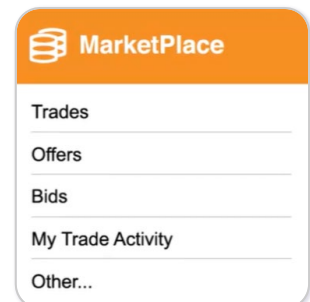 MarketPlace
Trades
Offers
Bids
My Trade Activity
Other...